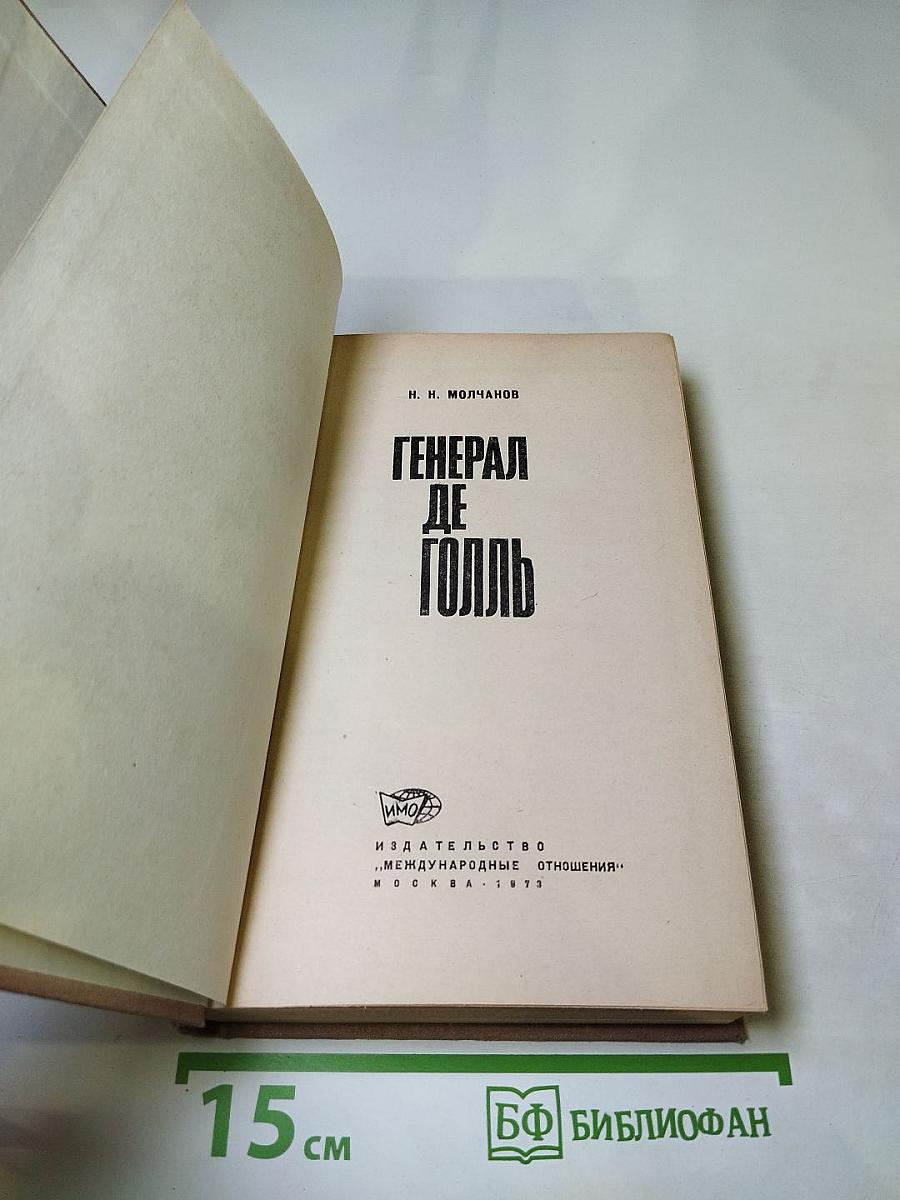 Н. Н. МОЛЧАНОВ
ГЕНЕРАЛ
ДЕ
ГОЛЛЬ
ИМО
ИЗДАТЕЛЬСТВО
„МЕЖДУНАРОДНЫЕ ОТНОШЕНИЯ“
МОСКВА · 1973
15 см
БФ БИБЛИОФАН